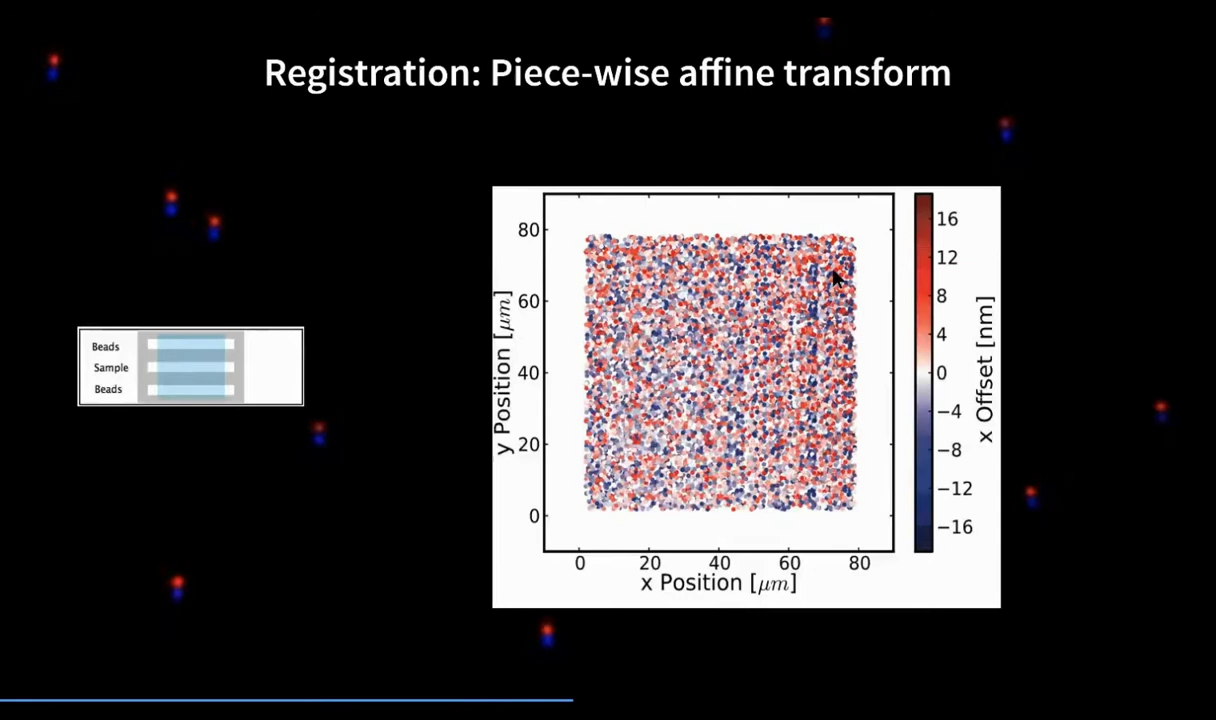 Registration: Piece-wise affine transform
Beads
Sample
Beads
80
60
40
20
0
y Position [μm]
0 20 40 60 80
x Position [μm]
16
12
8
4
0
−4
−8
−12
−16
x Offset [nm]